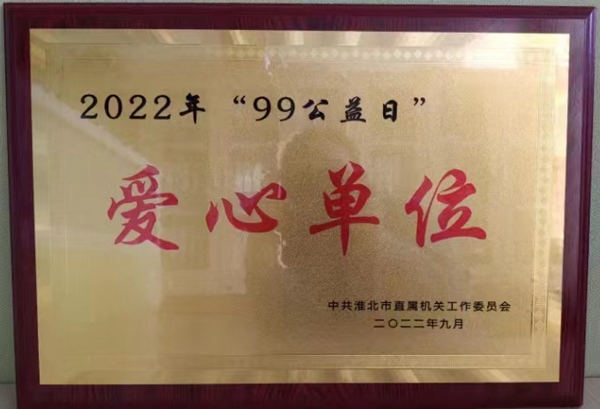 2022年“99公益日”
爱心单位
中共淮北市直属机关工作委员会
二〇二二年九月